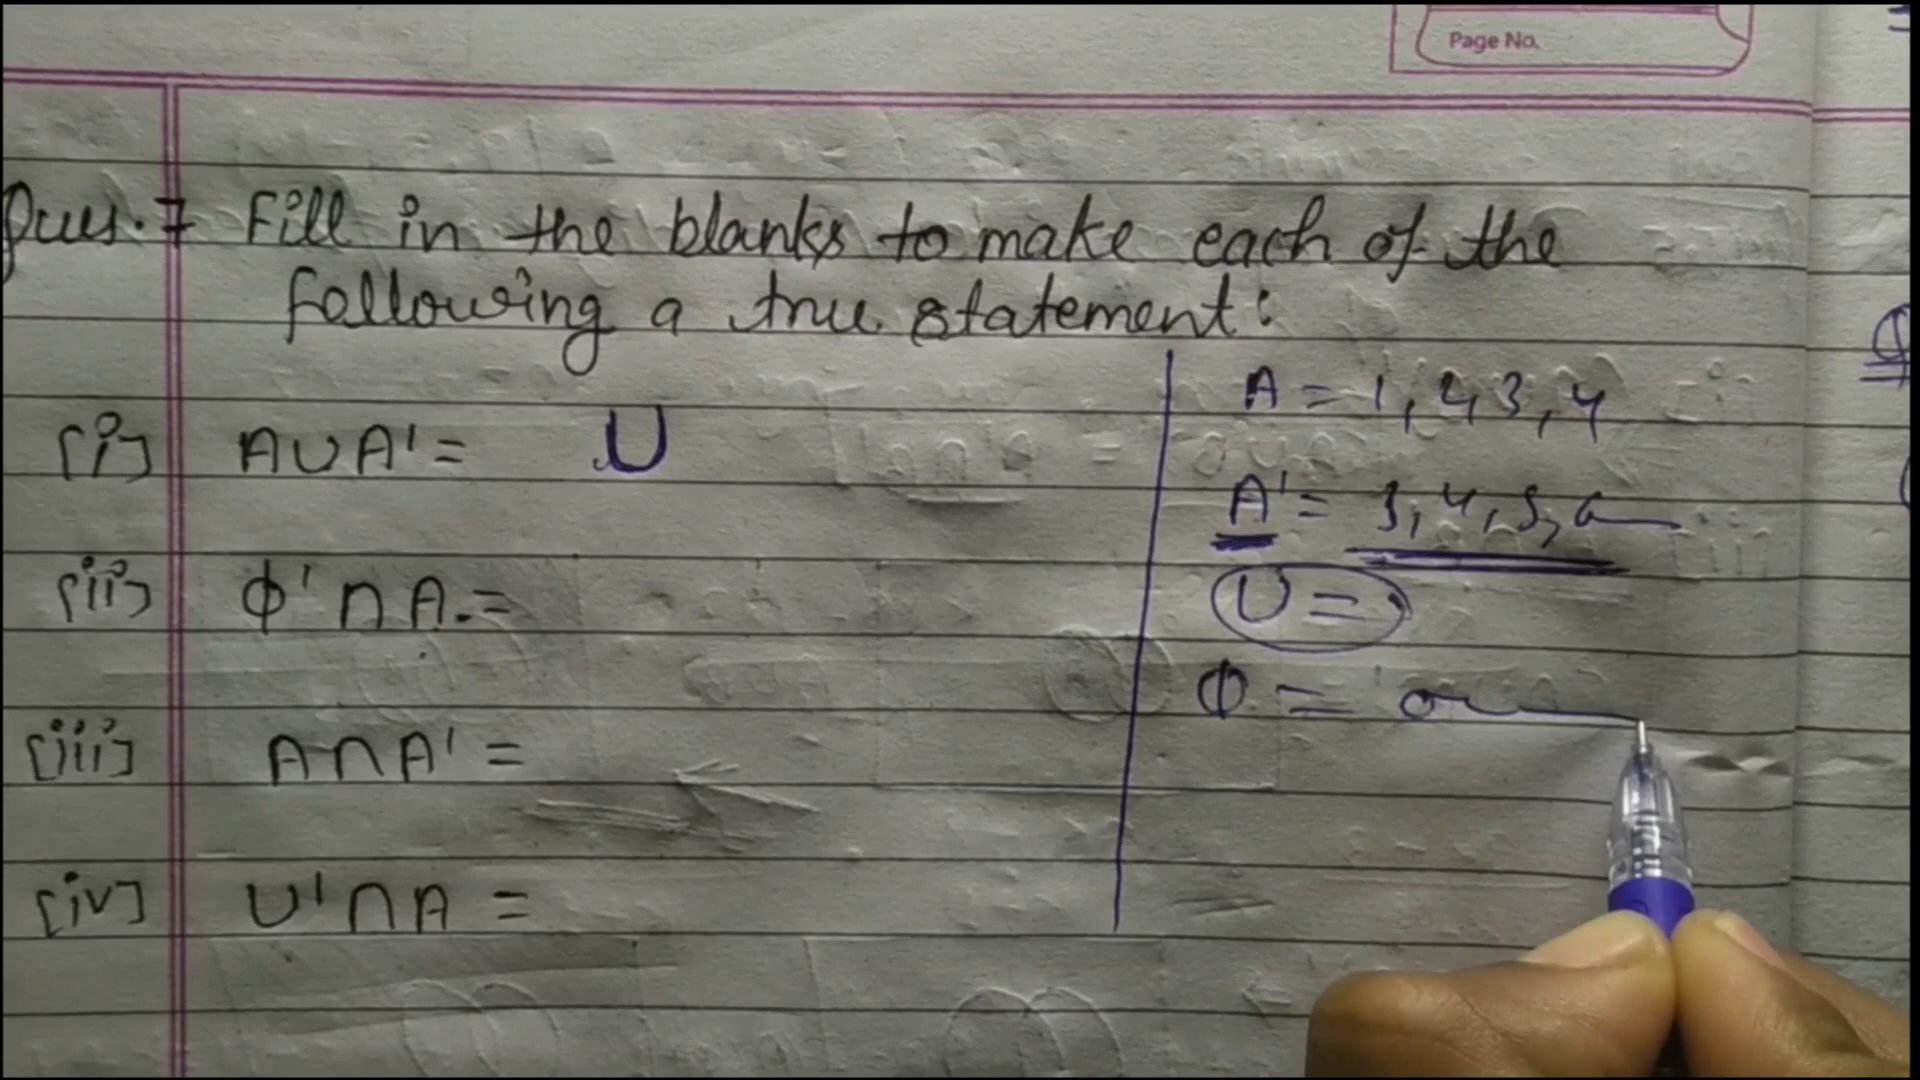 Page No.
Ques. 7 Fill in the blanks to make each of the
following a true statement:
[i] A∪A' = U
[ii] ϕ'∩A =
[iii] A∩A' =
[iv] U'∩A =
A = 1, 2, 3, 4
A' = 3, 4, 5, 6
U =
ϕ =